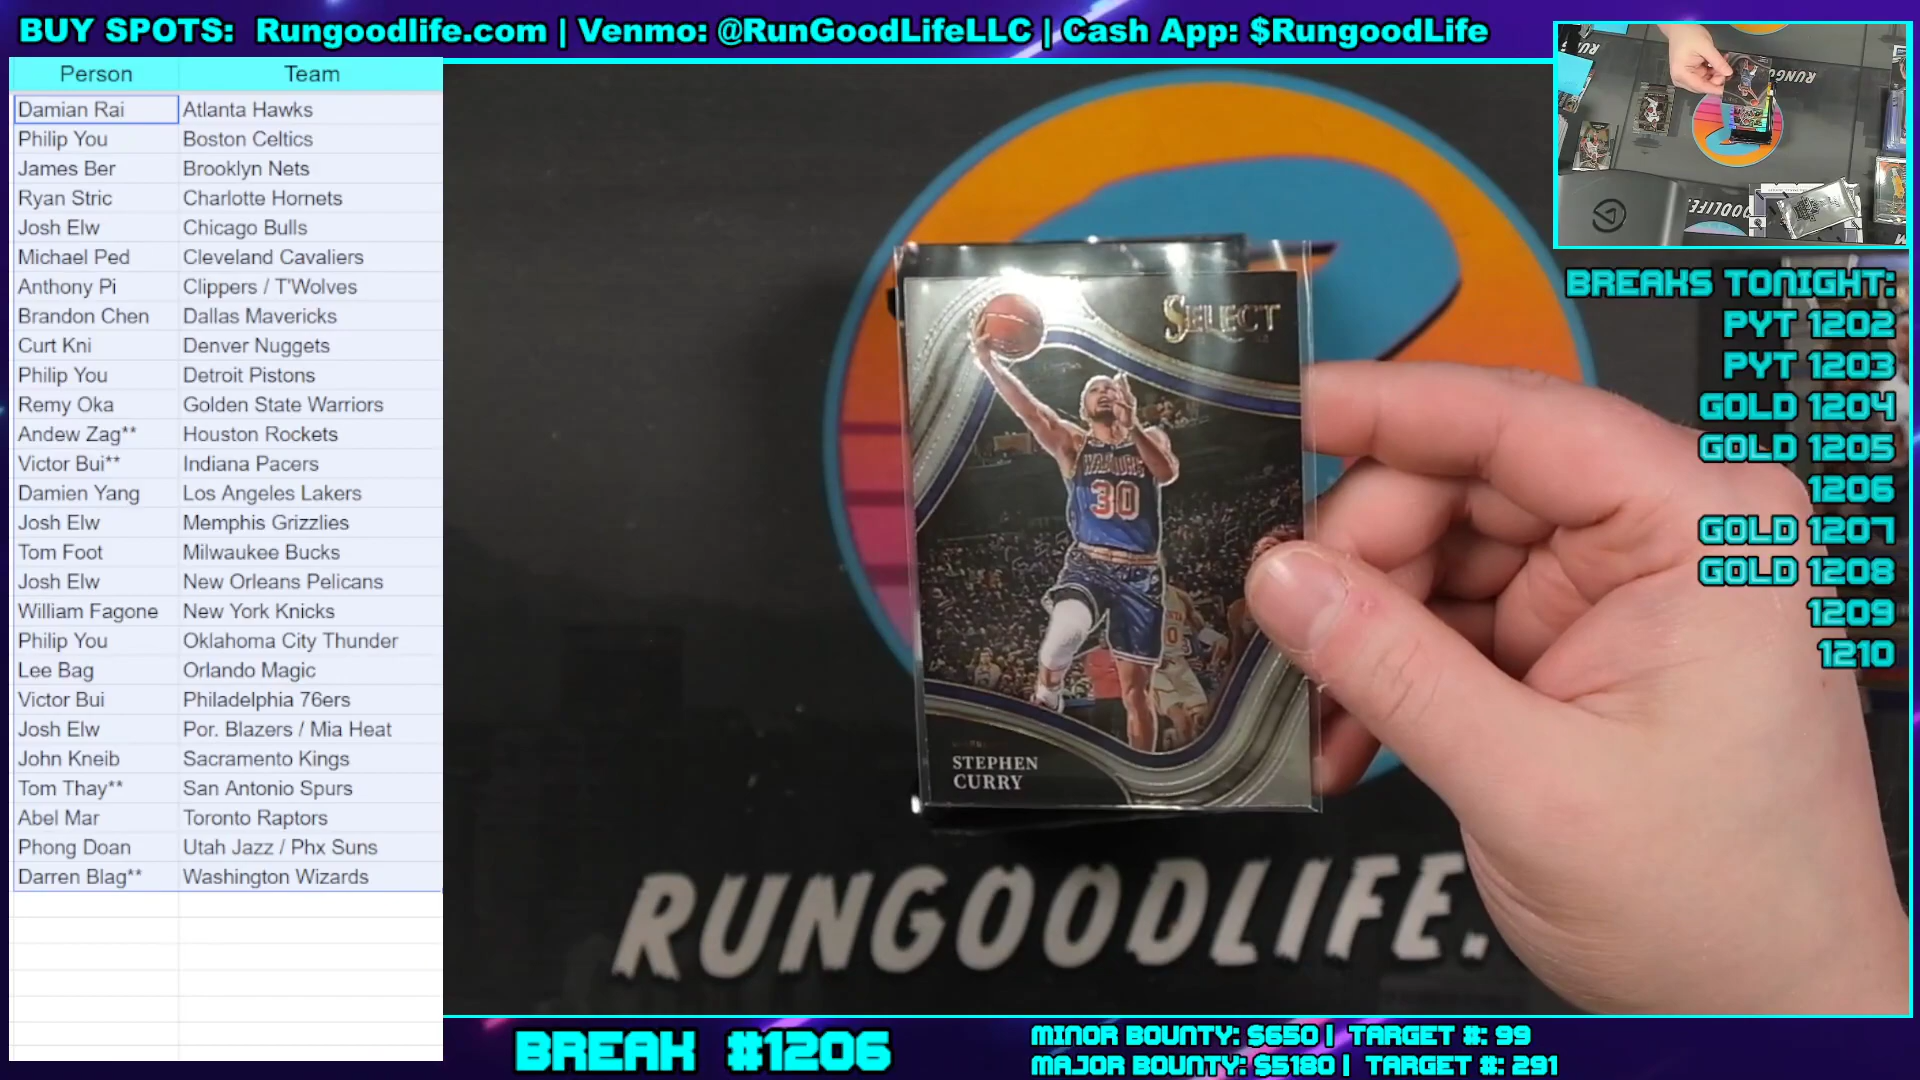 BUY SPOTS: Rungoodlife.com | Venmo: @RunGoodLifeLLC | Cash App: $RungoodLife
Person Team
Damian Rai Atlanta Hawks
Philip You Boston Celtics
James Ber Brooklyn Nets
Ryan Stric Charlotte Hornets
Josh Elw Chicago Bulls
Michael Ped Cleveland Cavaliers
Anthony Pi Clippers / T'Wolves
Brandon Chen Dallas Mavericks
Curt Kni Denver Nuggets
Philip You Detroit Pistons
Remy Oka Golden State Warriors
Andew Zag** Houston Rockets
Victor Bui** Indiana Pacers
Damien Yang Los Angeles Lakers
Josh Elw Memphis Grizzlies
Tom Foot Milwaukee Bucks
Josh Elw New Orleans Pelicans
William Fagone New York Knicks
Philip You Oklahoma City Thunder
Lee Bag Orlando Magic
Victor Bui Philadelphia 76ers
Josh Elw Por. Blazers / Mia Heat
John Kneib Sacramento Kings
Tom Thay** San Antonio Spurs
Abel Mar Toronto Raptors
Phong Doan Utah Jazz / Phx Suns
Darren Blag** Washington Wizards
SELECT
WARRIORS
30
STEPHEN
CURRY
RUNGOODLIFE.
BREAKS TONIGHT:
PYT 1202
PYT 1203
GOLD 1204
GOLD 1205
1206
GOLD 1207
GOLD 1208
1209
1210
BREAK #1206
MINOR BOUNTY: $650 | TARGET #: 99
MAJOR BOUNTY: $5180 | TARGET #: 291